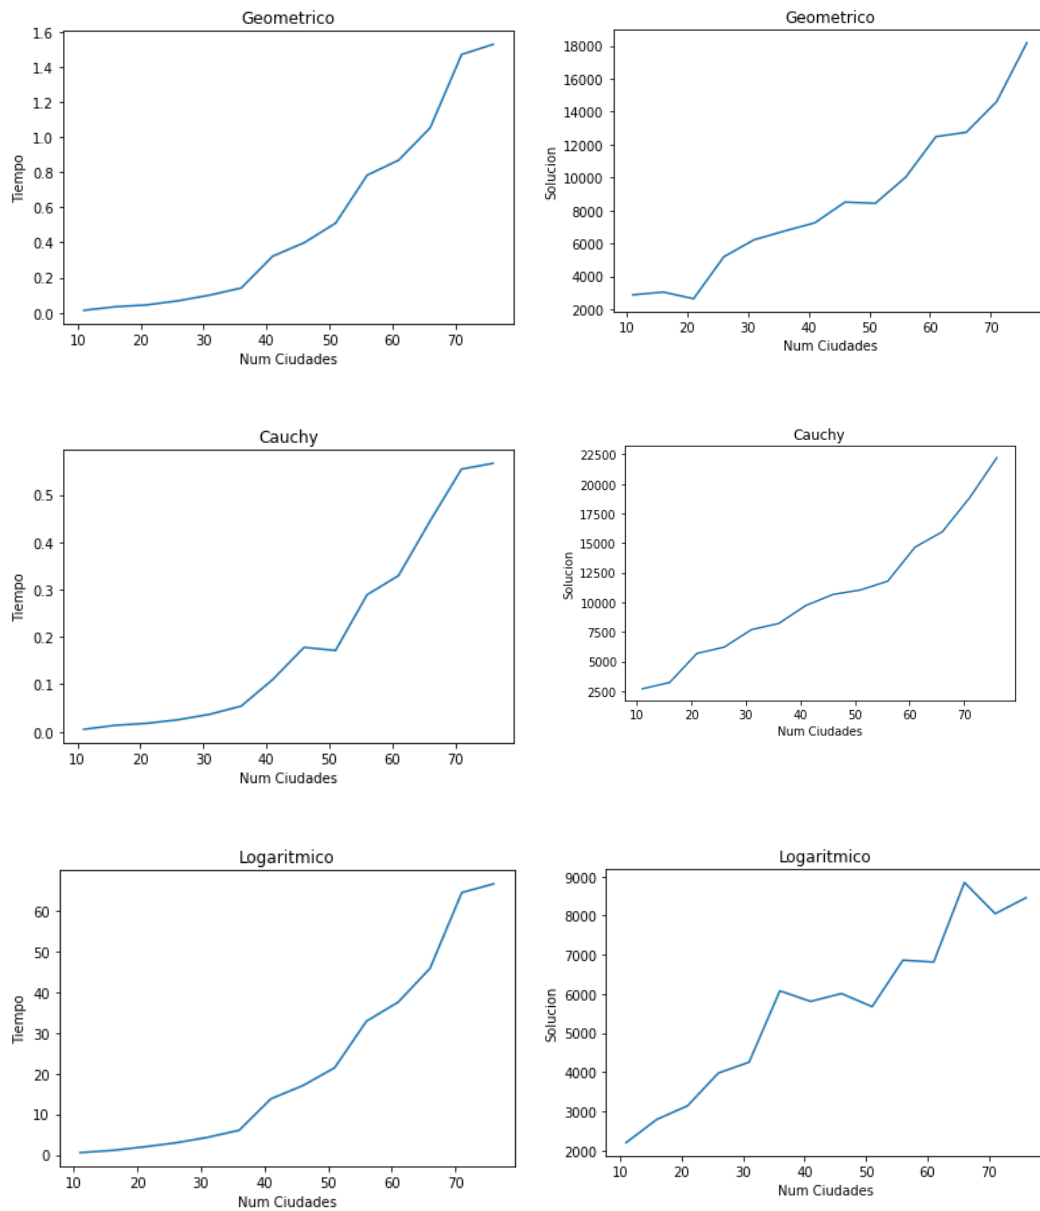 Geometrico
1.6
1.4
1.2
1.0
0.8
0.6
0.4
0.2
0.0
Tiempo
10 20 30 40 50 60 70
Num Ciudades
Geometrico
18000
16000
14000
12000
10000
8000
6000
4000
2000
Solucion
10 20 30 40 50 60 70
Num Ciudades
Cauchy
0.5
0.4
0.3
0.2
0.1
0.0
Tiempo
10 20 30 40 50 60 70
Num Ciudades
Cauchy
22500
20000
17500
15000
12500
10000
7500
5000
2500
Solucion
10 20 30 40 50 60 70
Num Ciudades
Logaritmico
60
50
40
30
20
10
0
Tiempo
10 20 30 40 50 60 70
Num Ciudades
Logaritmico
9000
8000
7000
6000
5000
4000
3000
2000
Solucion
10 20 30 40 50 60 70
Num Ciudades